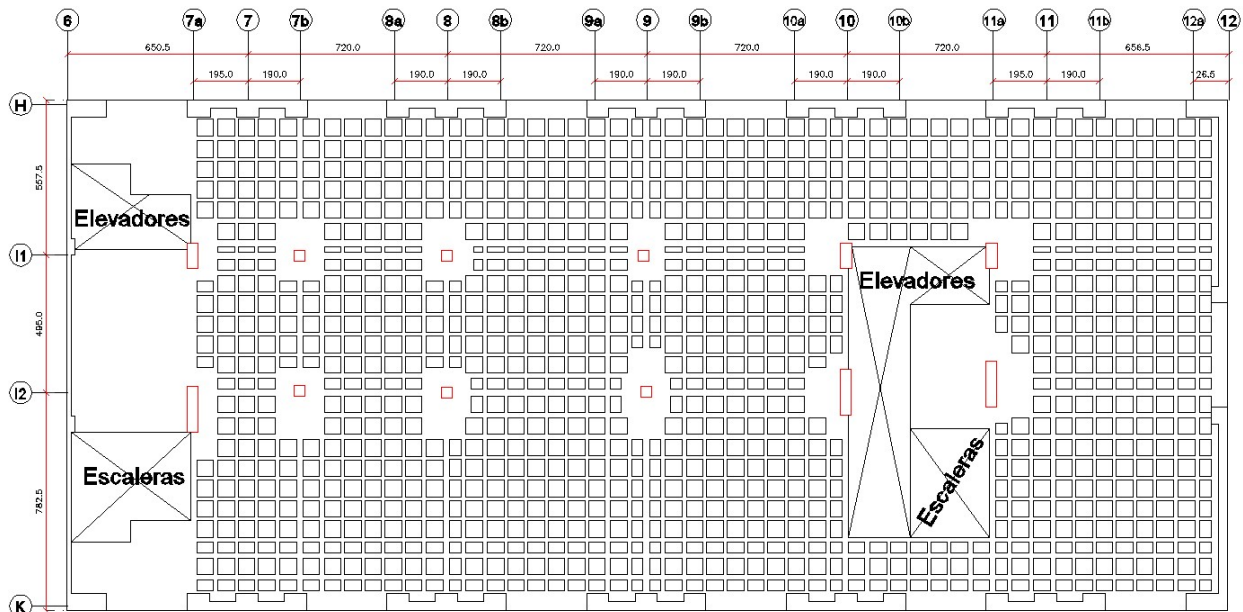 6 7a 7 7b 8a 8 8b 9a 9 9b 10a 10 10b 11a 11 11b 12a 12
650.5 720.0 720.0 720.0 720.0 656.5
195.0 190.0 190.0 190.0 190.0 190.0 190.0 190.0 195.0 190.0 126.5
H
557.5
Elevadores
I1
Elevadores
495.0
I2
Escaleras
Escaleras
782.5
K